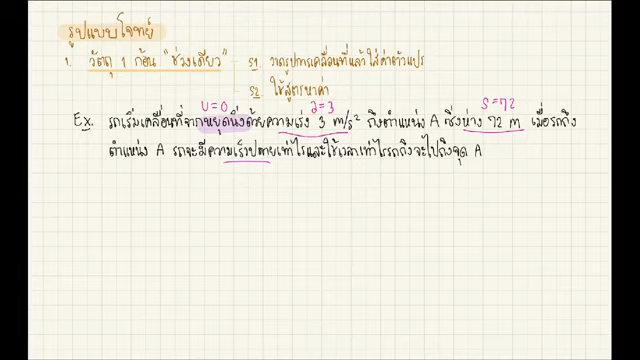 รูปแบบโจทย์
1. วัตถุ 1 ก้อน "ช่วงเดียว" s1 วาดรูปการเคลื่อนที่แล้วใส่ค่าตัวแปร
s2 ใช้สูตรหาค่า
u=0 a=3 s=72
Ex. รถเริ่มเคลื่อนที่จากหยุดนิ่งด้วยความเร่ง 3 m/s² ถึงตำแหน่ง A ซึ่งห่าง 72 m เมื่อรถถึง
ตำแหน่ง A รถจะมีความเร็วปลายเท่าไรและใช้เวลาเท่าไรรถถึงจะไปถึงจุด A